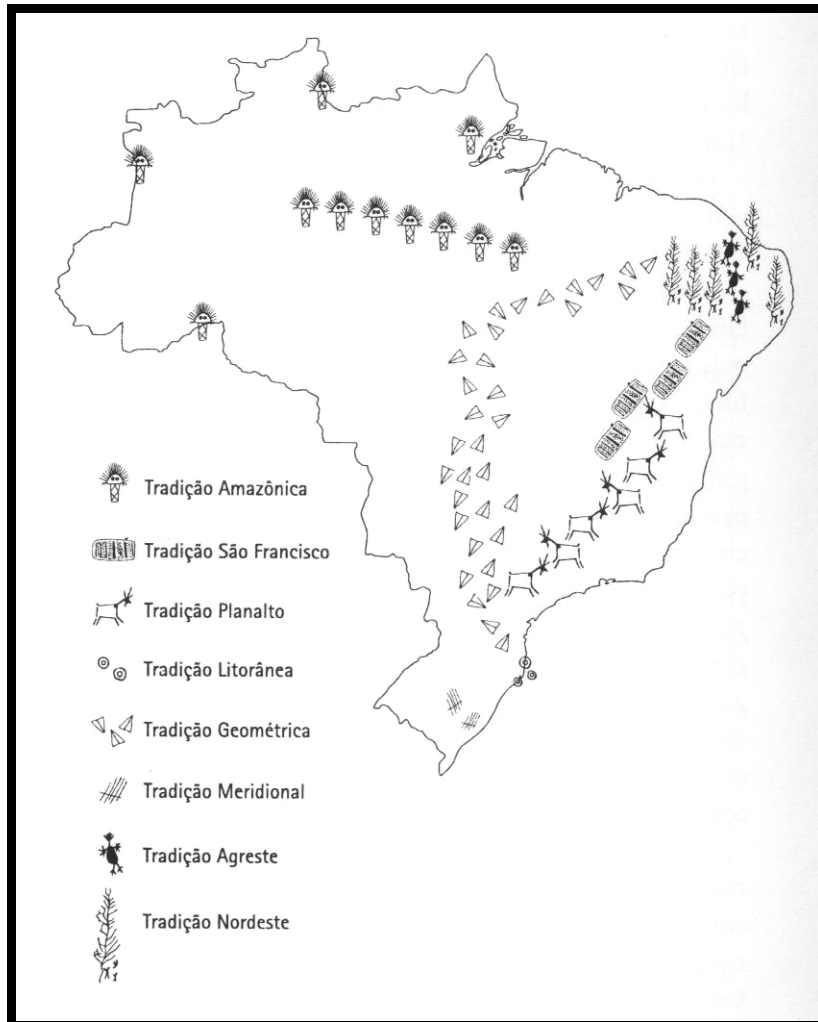 Tradição Amazônica
Tradição São Francisco
Tradição Planalto
Tradição Litorânea
Tradição Geométrica
Tradição Meridional
Tradição Agreste
Tradição Nordeste